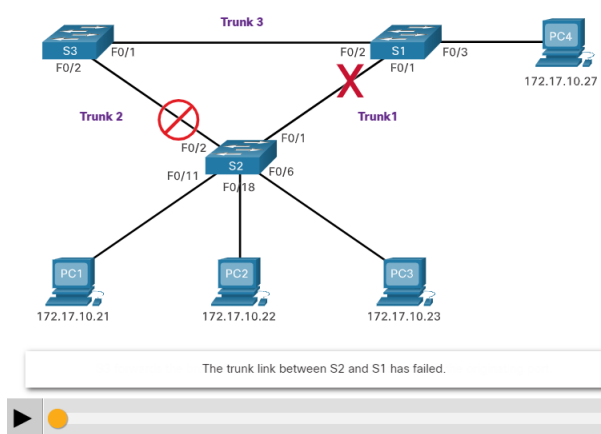 Trunk 3
S3
F0/1
F0/2
S1
F0/3
PC4
F0/2
F0/1
172.17.10.27
Trunk 2
Trunk1
F0/2
F0/1
S2
F0/11
F0/18
F0/6
PC1
PC2
PC3
172.17.10.21
172.17.10.22
172.17.10.23
The trunk link between S2 and S1 has failed.